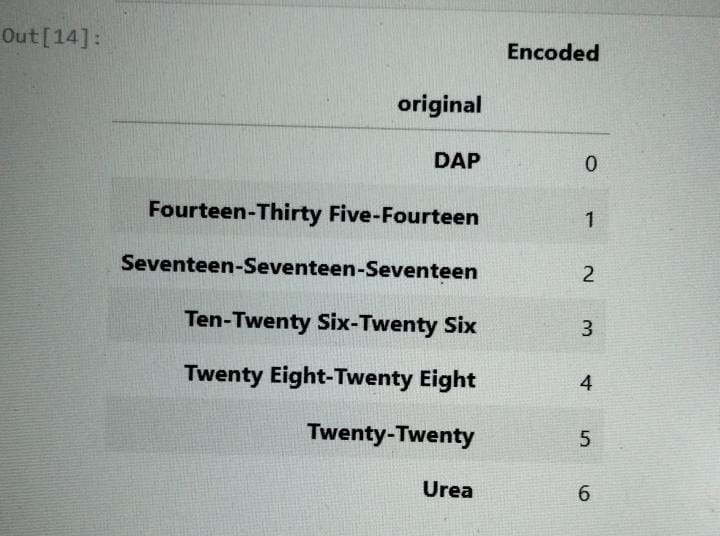 Out[14]:
Encoded
original
DAP 0
Fourteen-Thirty Five-Fourteen 1
Seventeen-Seventeen-Seventeen 2
Ten-Twenty Six-Twenty Six 3
Twenty Eight-Twenty Eight 4
Twenty-Twenty 5
Urea 6